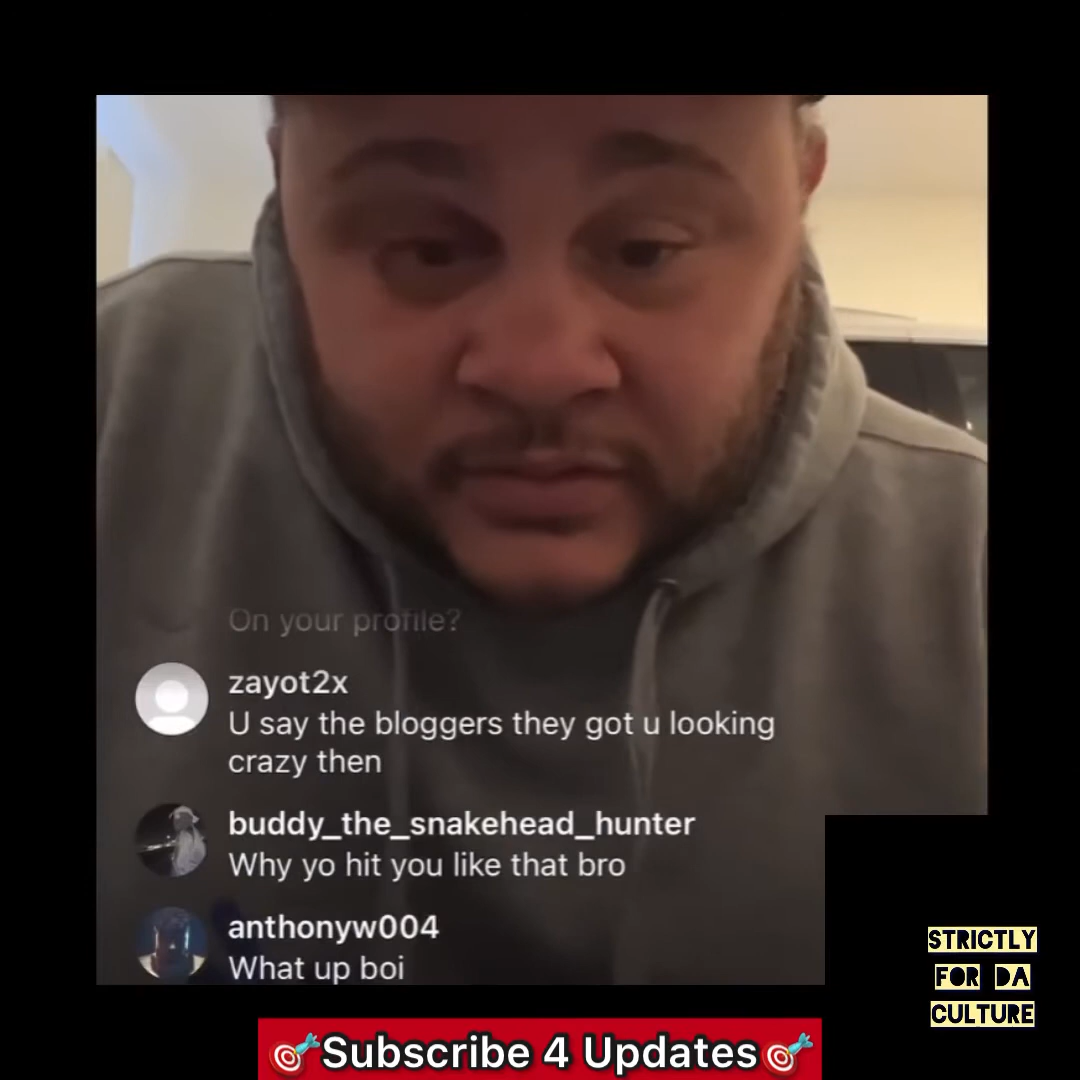 On your profile?
zayot2x
U say the bloggers they got u looking
crazy then
buddy_the_snakehead_hunter
Why yo hit you like that bro
anthonyw004
What up boi
STRICTLY
FOR DA
CULTURE
🎯Subscribe 4 Updates🎯